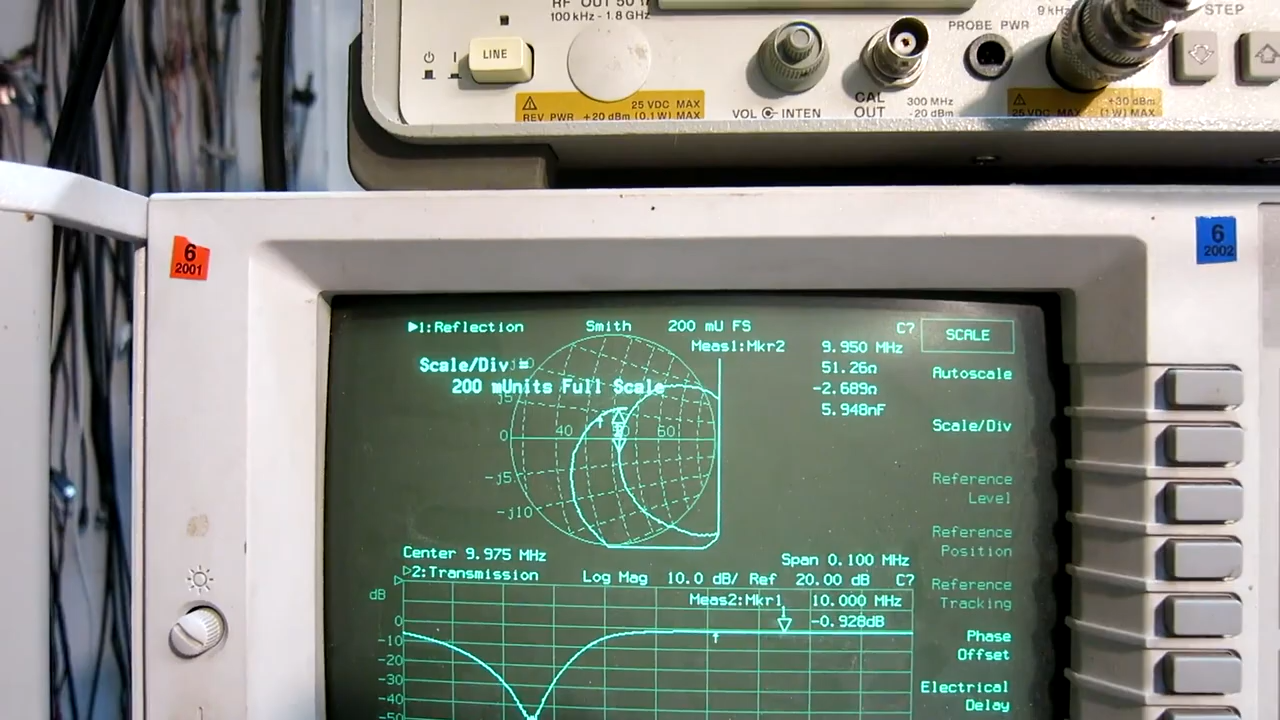 RF OUT 50 Ω
100 kHz - 1.8 GHz
LINE
25 VDC MAX
REV PWR +20 dBm (0.1W) MAX
VOL INTEN
CAL
OUT
300 MHz
-20 dBm
PROBE PWR
9 kHz
+30 dBm
25 VDC MAX (1W) MAX
STEP
6
2001
6
2002
▶1:Reflection Smith 200 mU FS C?
Meas1:Mkr2 9.950 MHz
51.26Ω
-2.689Ω
5.948nF
Scale/Div =
200 mUnits Full Scale
j10
j5
0
40
60
-j5
-j10
Center 9.975 MHz Span 0.100 MHz
▷2:Transmission Log Mag 10.0 dB/ Ref 20.00 dB C?
Meas2:Mkr1 10.000 MHz
-0.928dB
dB
0
-10
-20
-30
-40
-50
SCALE
Autoscale
Scale/Div
Reference
Level
Reference
Position
Reference
Tracking
Phase
Offset
Electrical
Delay